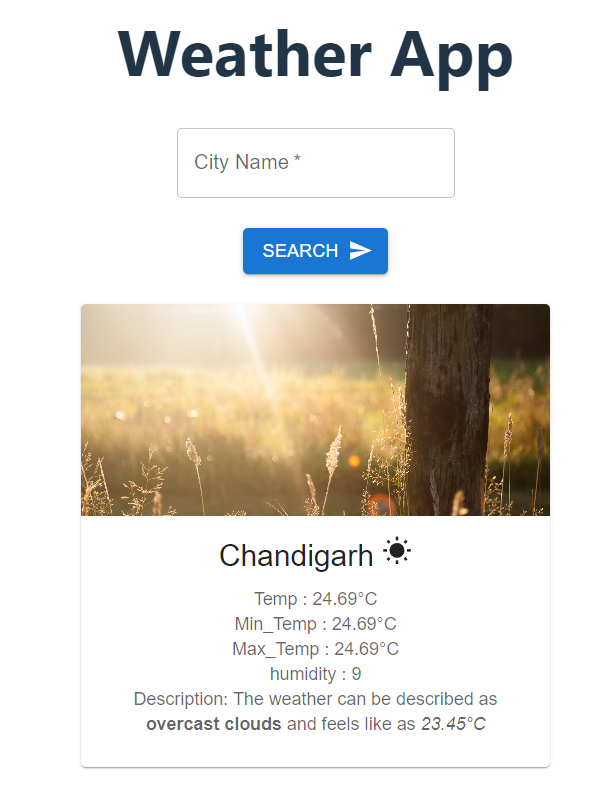 Weather App
City Name *
SEARCH
Chandigarh
Temp : 24.69°C
Min_Temp : 24.69°C
Max_Temp : 24.69°C
humidity : 9
Description: The weather can be described as
overcast clouds and feels like as 23.45°C